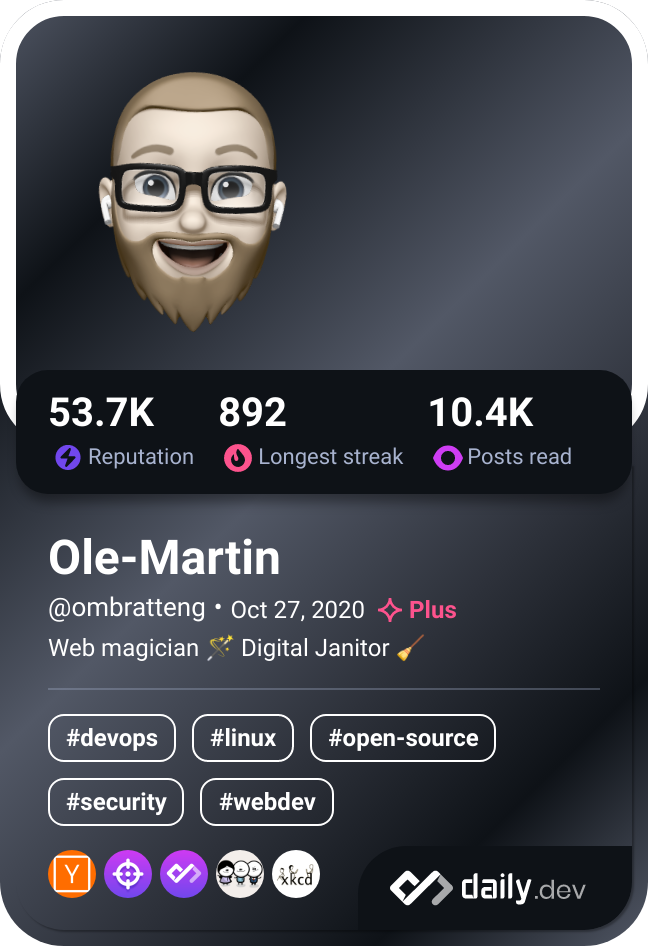 53.7K 892 10.4K
Reputation Longest streak Posts read
Ole-Martin
@ombratteng • Oct 27, 2020 Plus
Web magician 🪄 Digital Janitor 🧹
#devops #linux #open-source
#security #webdev
Y xkcd
daily.dev